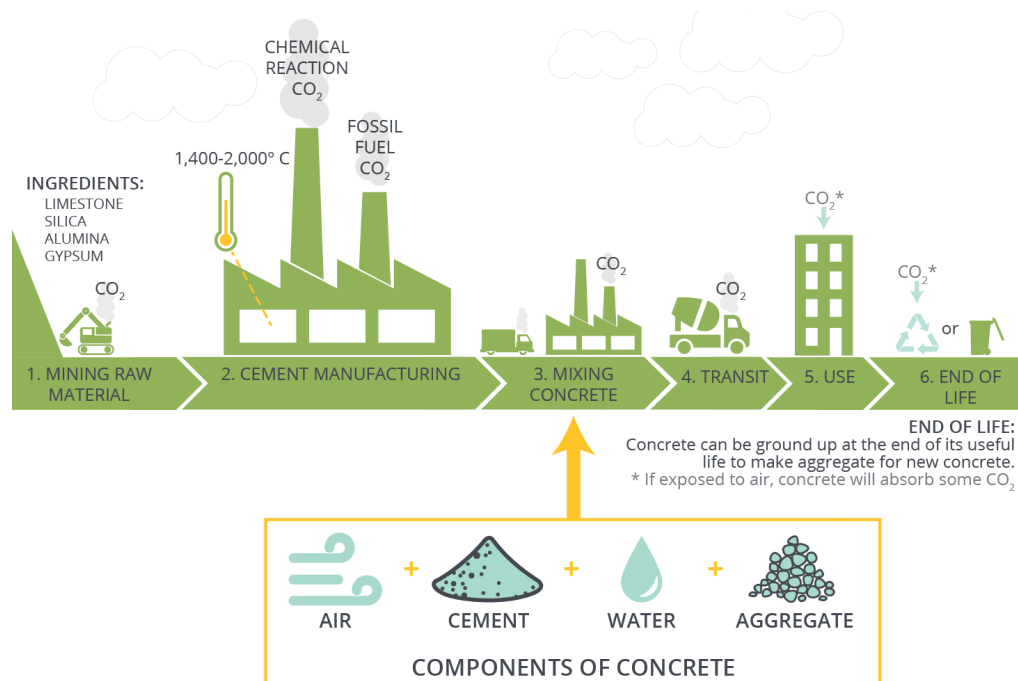 CHEMICAL
REACTION
CO₂
FOSSIL
FUEL
CO₂
1,400-2,000º C
INGREDIENTS:
LIMESTONE
SILICA
ALUMINA
GYPSUM
CO₂
CO₂
CO₂
CO₂*
CO₂*
or
1. MINING RAW
MATERIAL
2. CEMENT MANUFACTURING
3. MIXING
CONCRETE
4. TRANSIT
5. USE
6. END OF
LIFE
END OF LIFE:
Concrete can be ground up at the end of its useful
life to make aggregate for new concrete.
* If exposed to air, concrete will absorb some CO₂
+
+
+
AIR
CEMENT
WATER
AGGREGATE
COMPONENTS OF CONCRETE